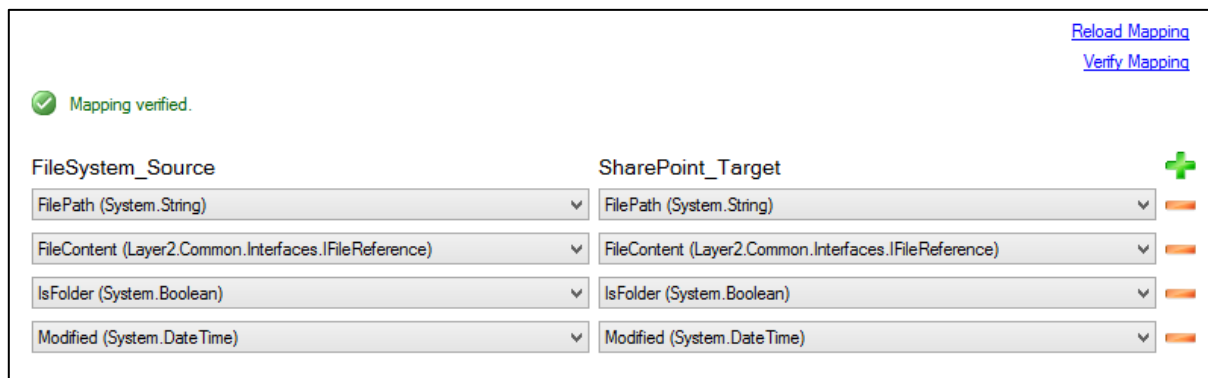 Reload Mapping
Verify Mapping
Mapping verified.
FileSystem_Source SharePoint_Target
FilePath (System.String) FilePath (System.String)
FileContent (Layer2.Common.Interfaces.IFileReference) FileContent (Layer2.Common.Interfaces.IFileReference)
IsFolder (System.Boolean) IsFolder (System.Boolean)
Modified (System.DateTime) Modified (System.DateTime)